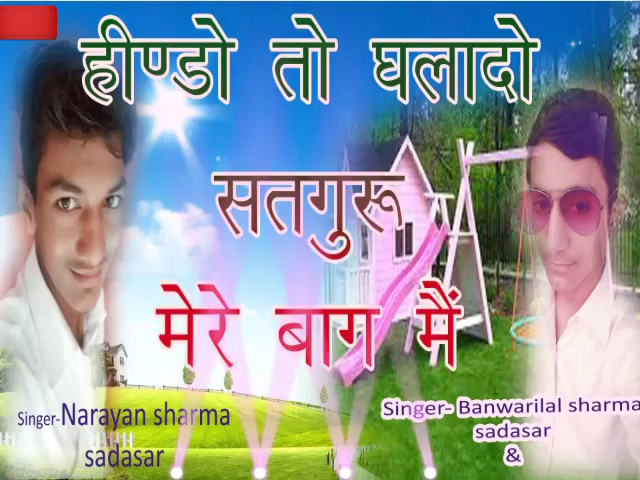 हीण्डो तो घलादो
सतगुरू
मेरे बाग मैं
Singer-Narayan sharma
sadasar
Singer- Banwarilal sharma
sadasar
&